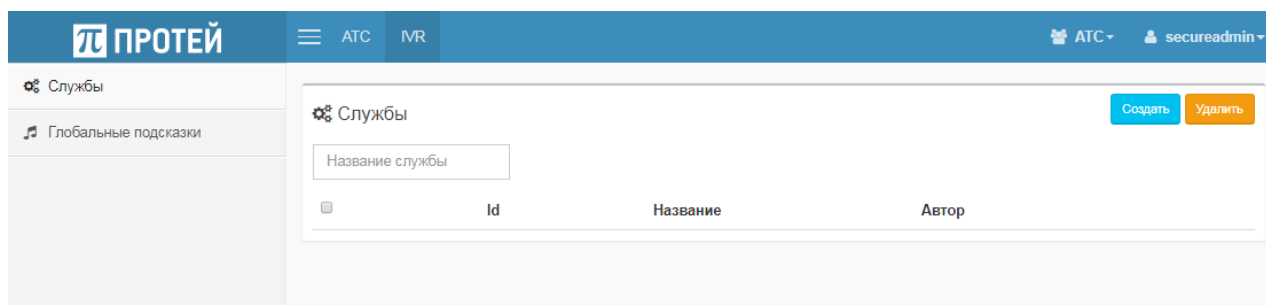 ПРОТЕЙ
АТС IVR
АТС secureadmin
Службы
Глобальные подсказки
Службы
Создать Удалить
Название службы
Id Название Автор